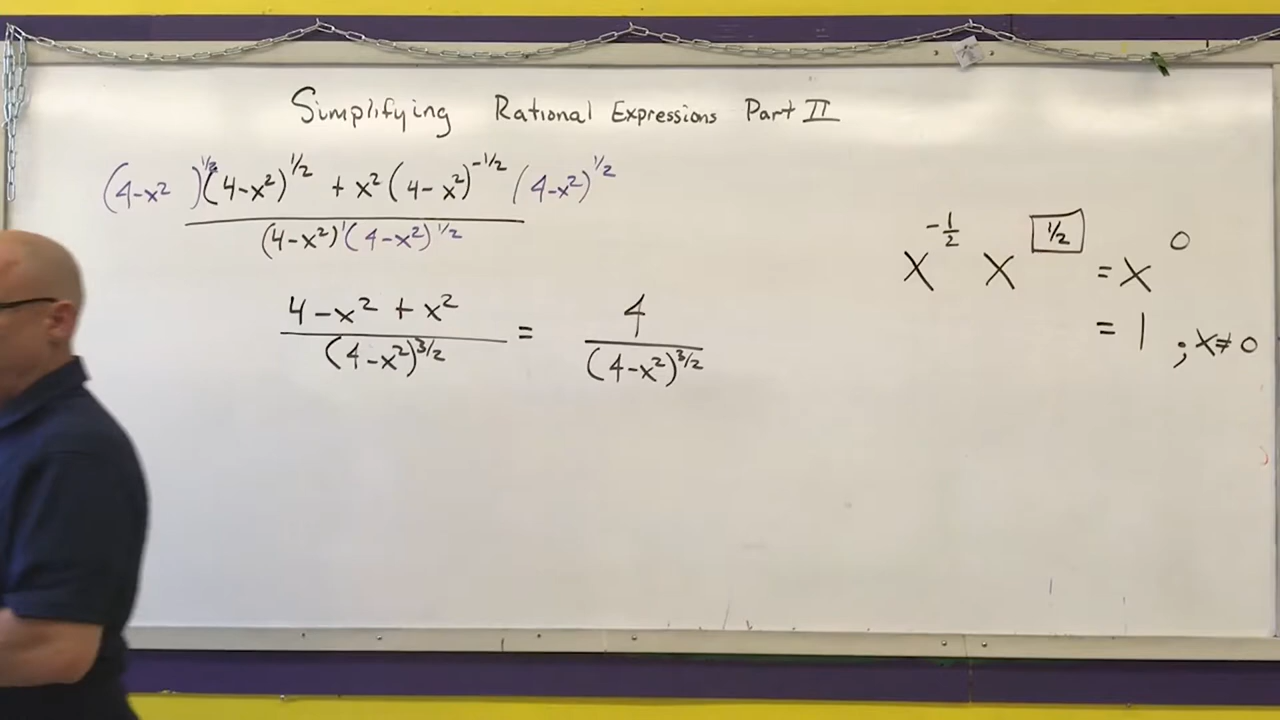 Simplifying Rational Expressions Part II
(4-x²)^1/2 (4-x²)^1/2 + x² (4-x²)^-1/2 (4-x²)^1/2
(4-x²)^1 (4-x²)^1/2
4-x² + x² = 4
(4-x²)^3/2 (4-x²)^3/2
x^-1/2 x^1/2 = x^0
= 1 ; x≠0